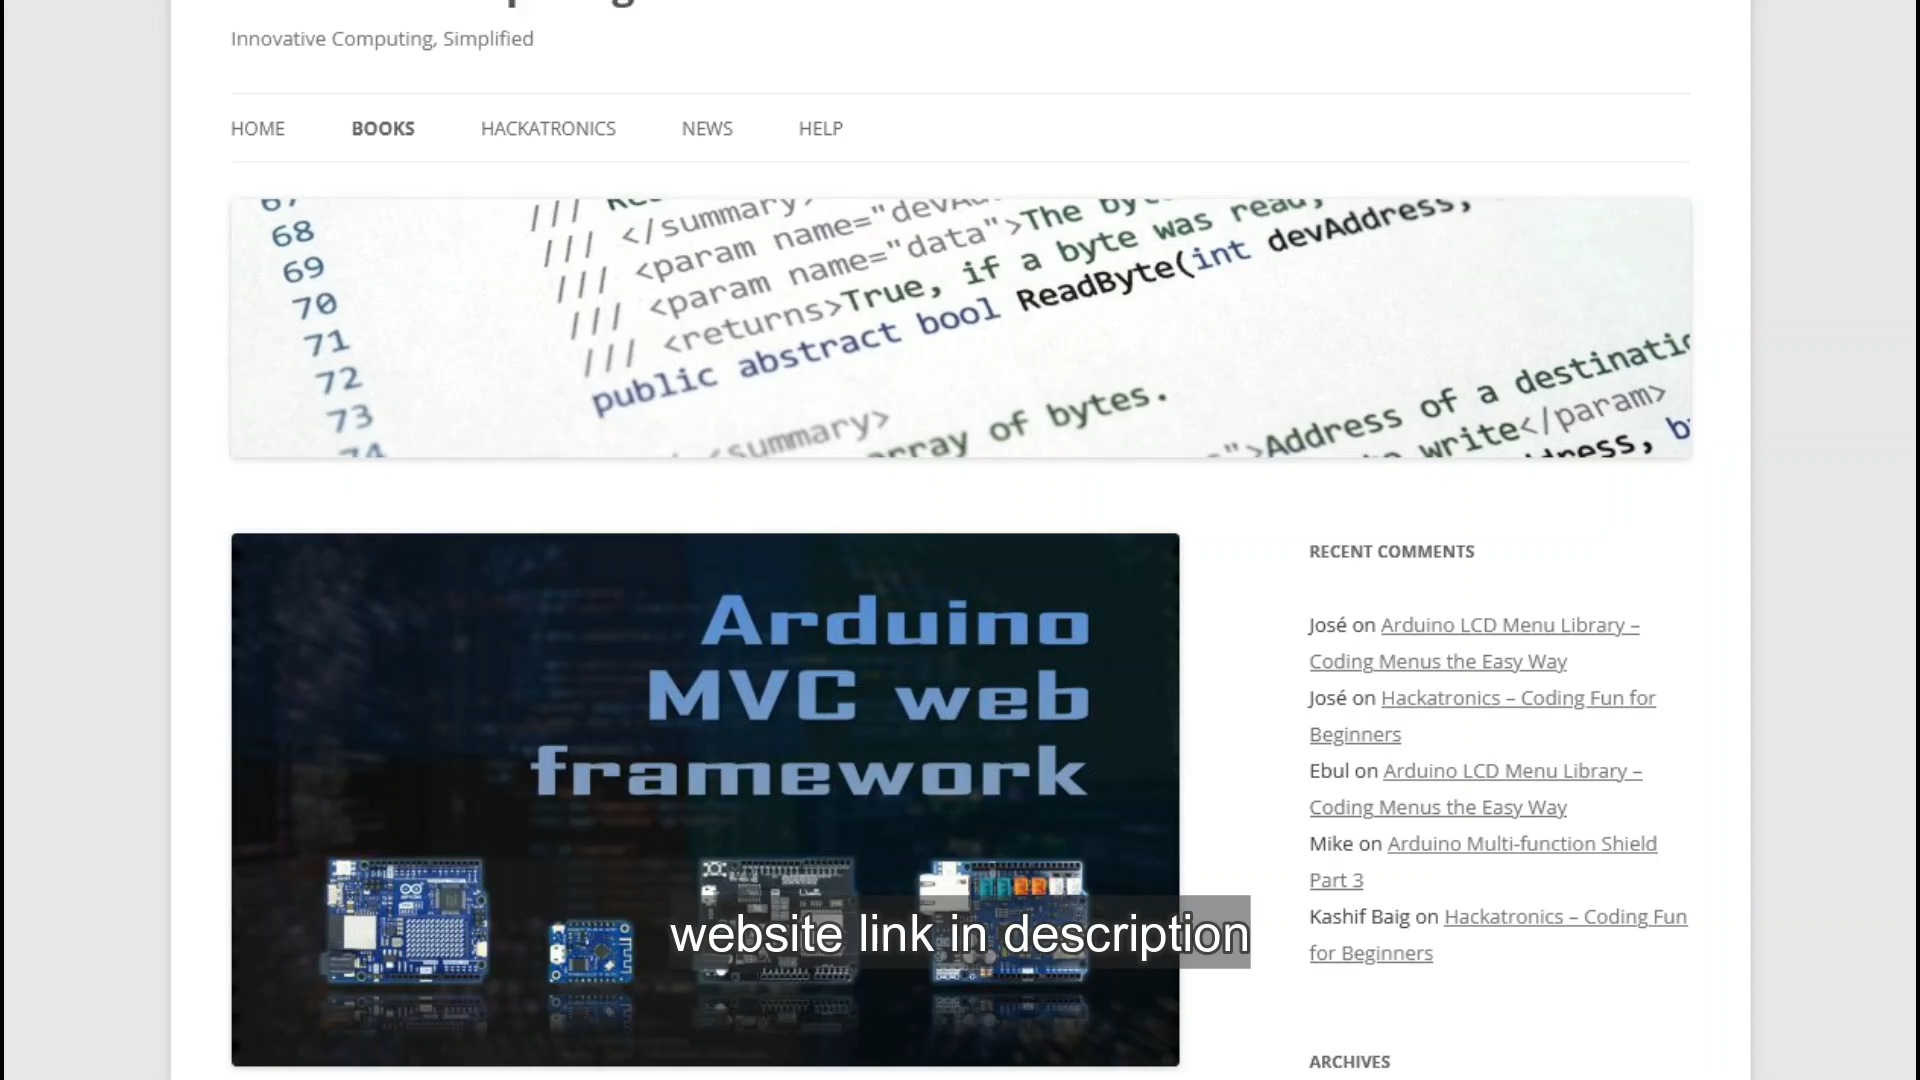 Innovative Computing, Simplified
HOME BOOKS HACKATRONICS NEWS HELP
67
68 /// </summary>
69 /// <param name="devAd
70 /// <param name="data">The byte
71 /// <returns>True, if a byte was read,
72 public abstract bool ReadByte(int devAddress,
73
74 <summary>
array of bytes.
">Address of a destinatio
write</param>
Arduino
MVC web
framework
website link in description
RECENT COMMENTS
José on Arduino LCD Menu Library –
Coding Menus the Easy Way
José on Hackatronics – Coding Fun for
Beginners
Ebul on Arduino LCD Menu Library –
Coding Menus the Easy Way
Mike on Arduino Multi-function Shield
Part 3
Kashif Baig on Hackatronics – Coding Fun
for Beginners
ARCHIVES